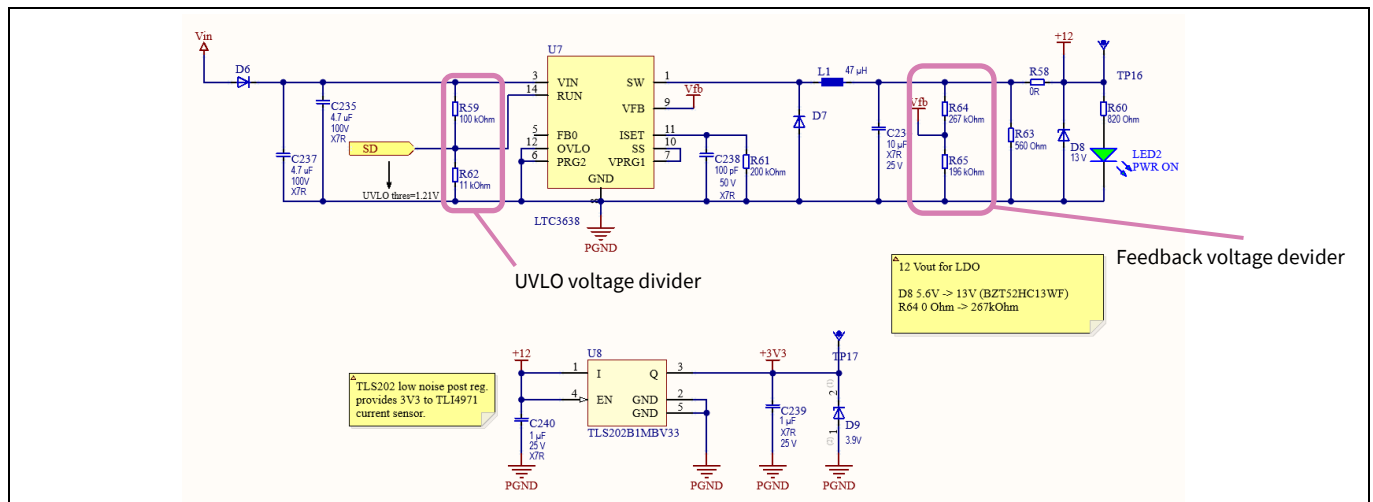 Vin
D6
C235
4.7 uF
100V
X7R
C237
4.7 uF
100V
X7R
SD
UVLO thres=1.21V
R59
100 kOhm
R62
11 kOhm
U7
3
14
5
12
6
VIN
RUN
FB0
OVLO
PRG2
SW
VFB
ISET
SS
VPRG1
GND
1
9
11
10
7
LTC3638
PGND
Vfb
C238
100 pF
50 V
X7R
R61
200 kOhm
D7
L1
47 µH
C23
10 µF
X7R
25 V
Vfb
R64
267 kOhm
R65
196 kOhm
R58
0R
R63
560 Ohm
+12
D8
13 V
TP16
R60
820 Ohm
LED2
PWR ON
UVLO voltage divider
Feedback voltage devider
12 Vout for LDO
D8 5.6V -> 13V (BZT52HC13WF)
R64 0 Ohm -> 267kOhm
TLS202 low noise post reg.
provides 3V3 to TLI4971
current sensor.
+12
C240
1 µF
25 V
X7R
PGND
U8
1
4
I
EN
Q
GND
GND
3
2
5
TLS202B1MBV33
PGND
+3V3
C239
1 µF
X7R
25 V
PGND
TP17
(1)
2
D9
3.9V
1
(2)
PGND